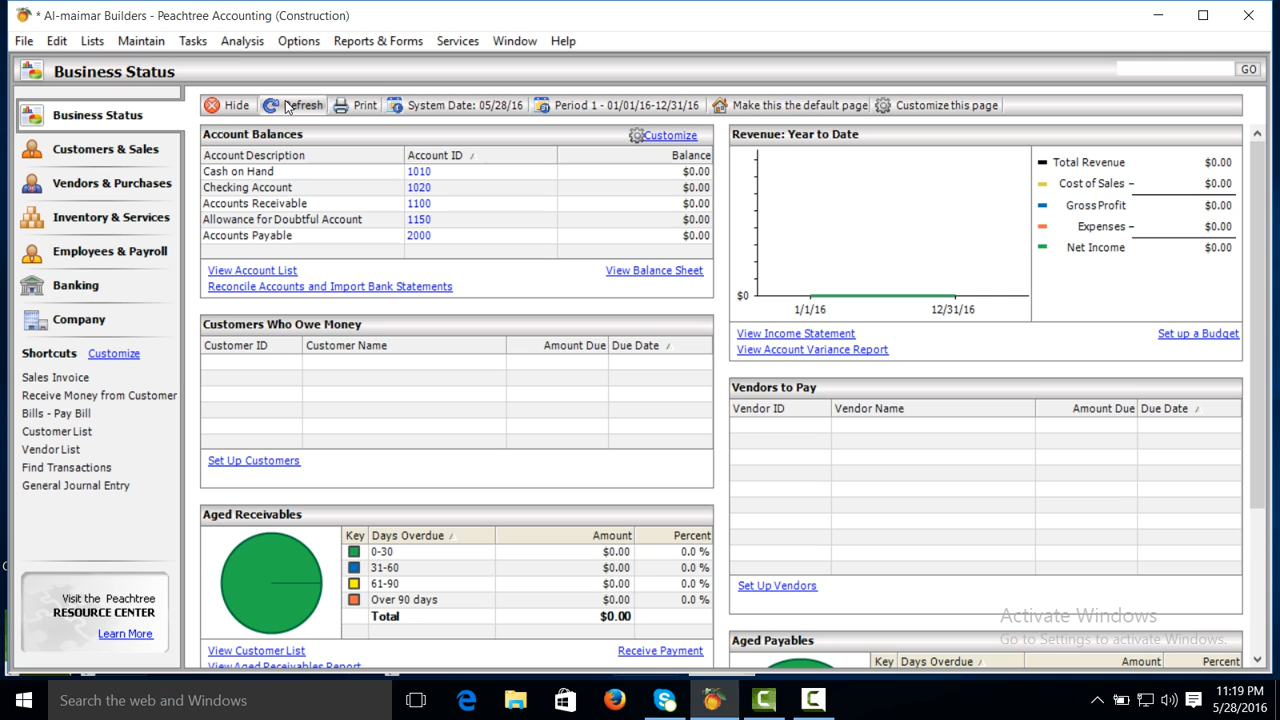 * Al-maimar Builders - Peachtree Accounting (Construction)
File Edit Lists Maintain Tasks Analysis Options Reports & Forms Services Window Help
Business Status
GO
Business Status
Customers & Sales
Vendors & Purchases
Inventory & Services
Employees & Payroll
Banking
Company
Shortcuts Customize
Sales Invoice
Receive Money from Customer
Bills - Pay Bill
Customer List
Vendor List
Find Transactions
General Journal Entry
Visit the Peachtree
RESOURCE CENTER
Learn More
Hide Refresh Print System Date: 05/28/16 Period 1 - 01/01/16-12/31/16 Make this the default page Customize this page
Account Balances Customize
Account Description Account ID Balance
Cash on Hand 1010 $0.00
Checking Account 1020 $0.00
Accounts Receivable 1100 $0.00
Allowance for Doubtful Account 1150 $0.00
Accounts Payable 2000 $0.00
View Account List View Balance Sheet
Reconcile Accounts and Import Bank Statements
Customers Who Owe Money
Customer ID Customer Name Amount Due Due Date
Set Up Customers
Aged Receivables
Key Days Overdue Amount Percent
0-30 $0.00 0.0 %
31-60 $0.00 0.0 %
61-90 $0.00 0.0 %
Over 90 days $0.00 0.0 %
Total $0.00
View Customer List Receive Payment
View Aged Receivables Report
Revenue: Year to Date
$0
1/1/16 12/31/16
Total Revenue $0.00
Cost of Sales – $0.00
Gross Profit $0.00
Expenses – $0.00
Net Income $0.00
View Income Statement Set up a Budget
View Account Variance Report
Vendors to Pay
Vendor ID Vendor Name Amount Due Due Date
Set Up Vendors
Aged Payables
Key Days Overdue Amount Percent
Activate Windows
Go to Settings to activate Windows.
Search the web and Windows
11:19 PM
5/28/2016